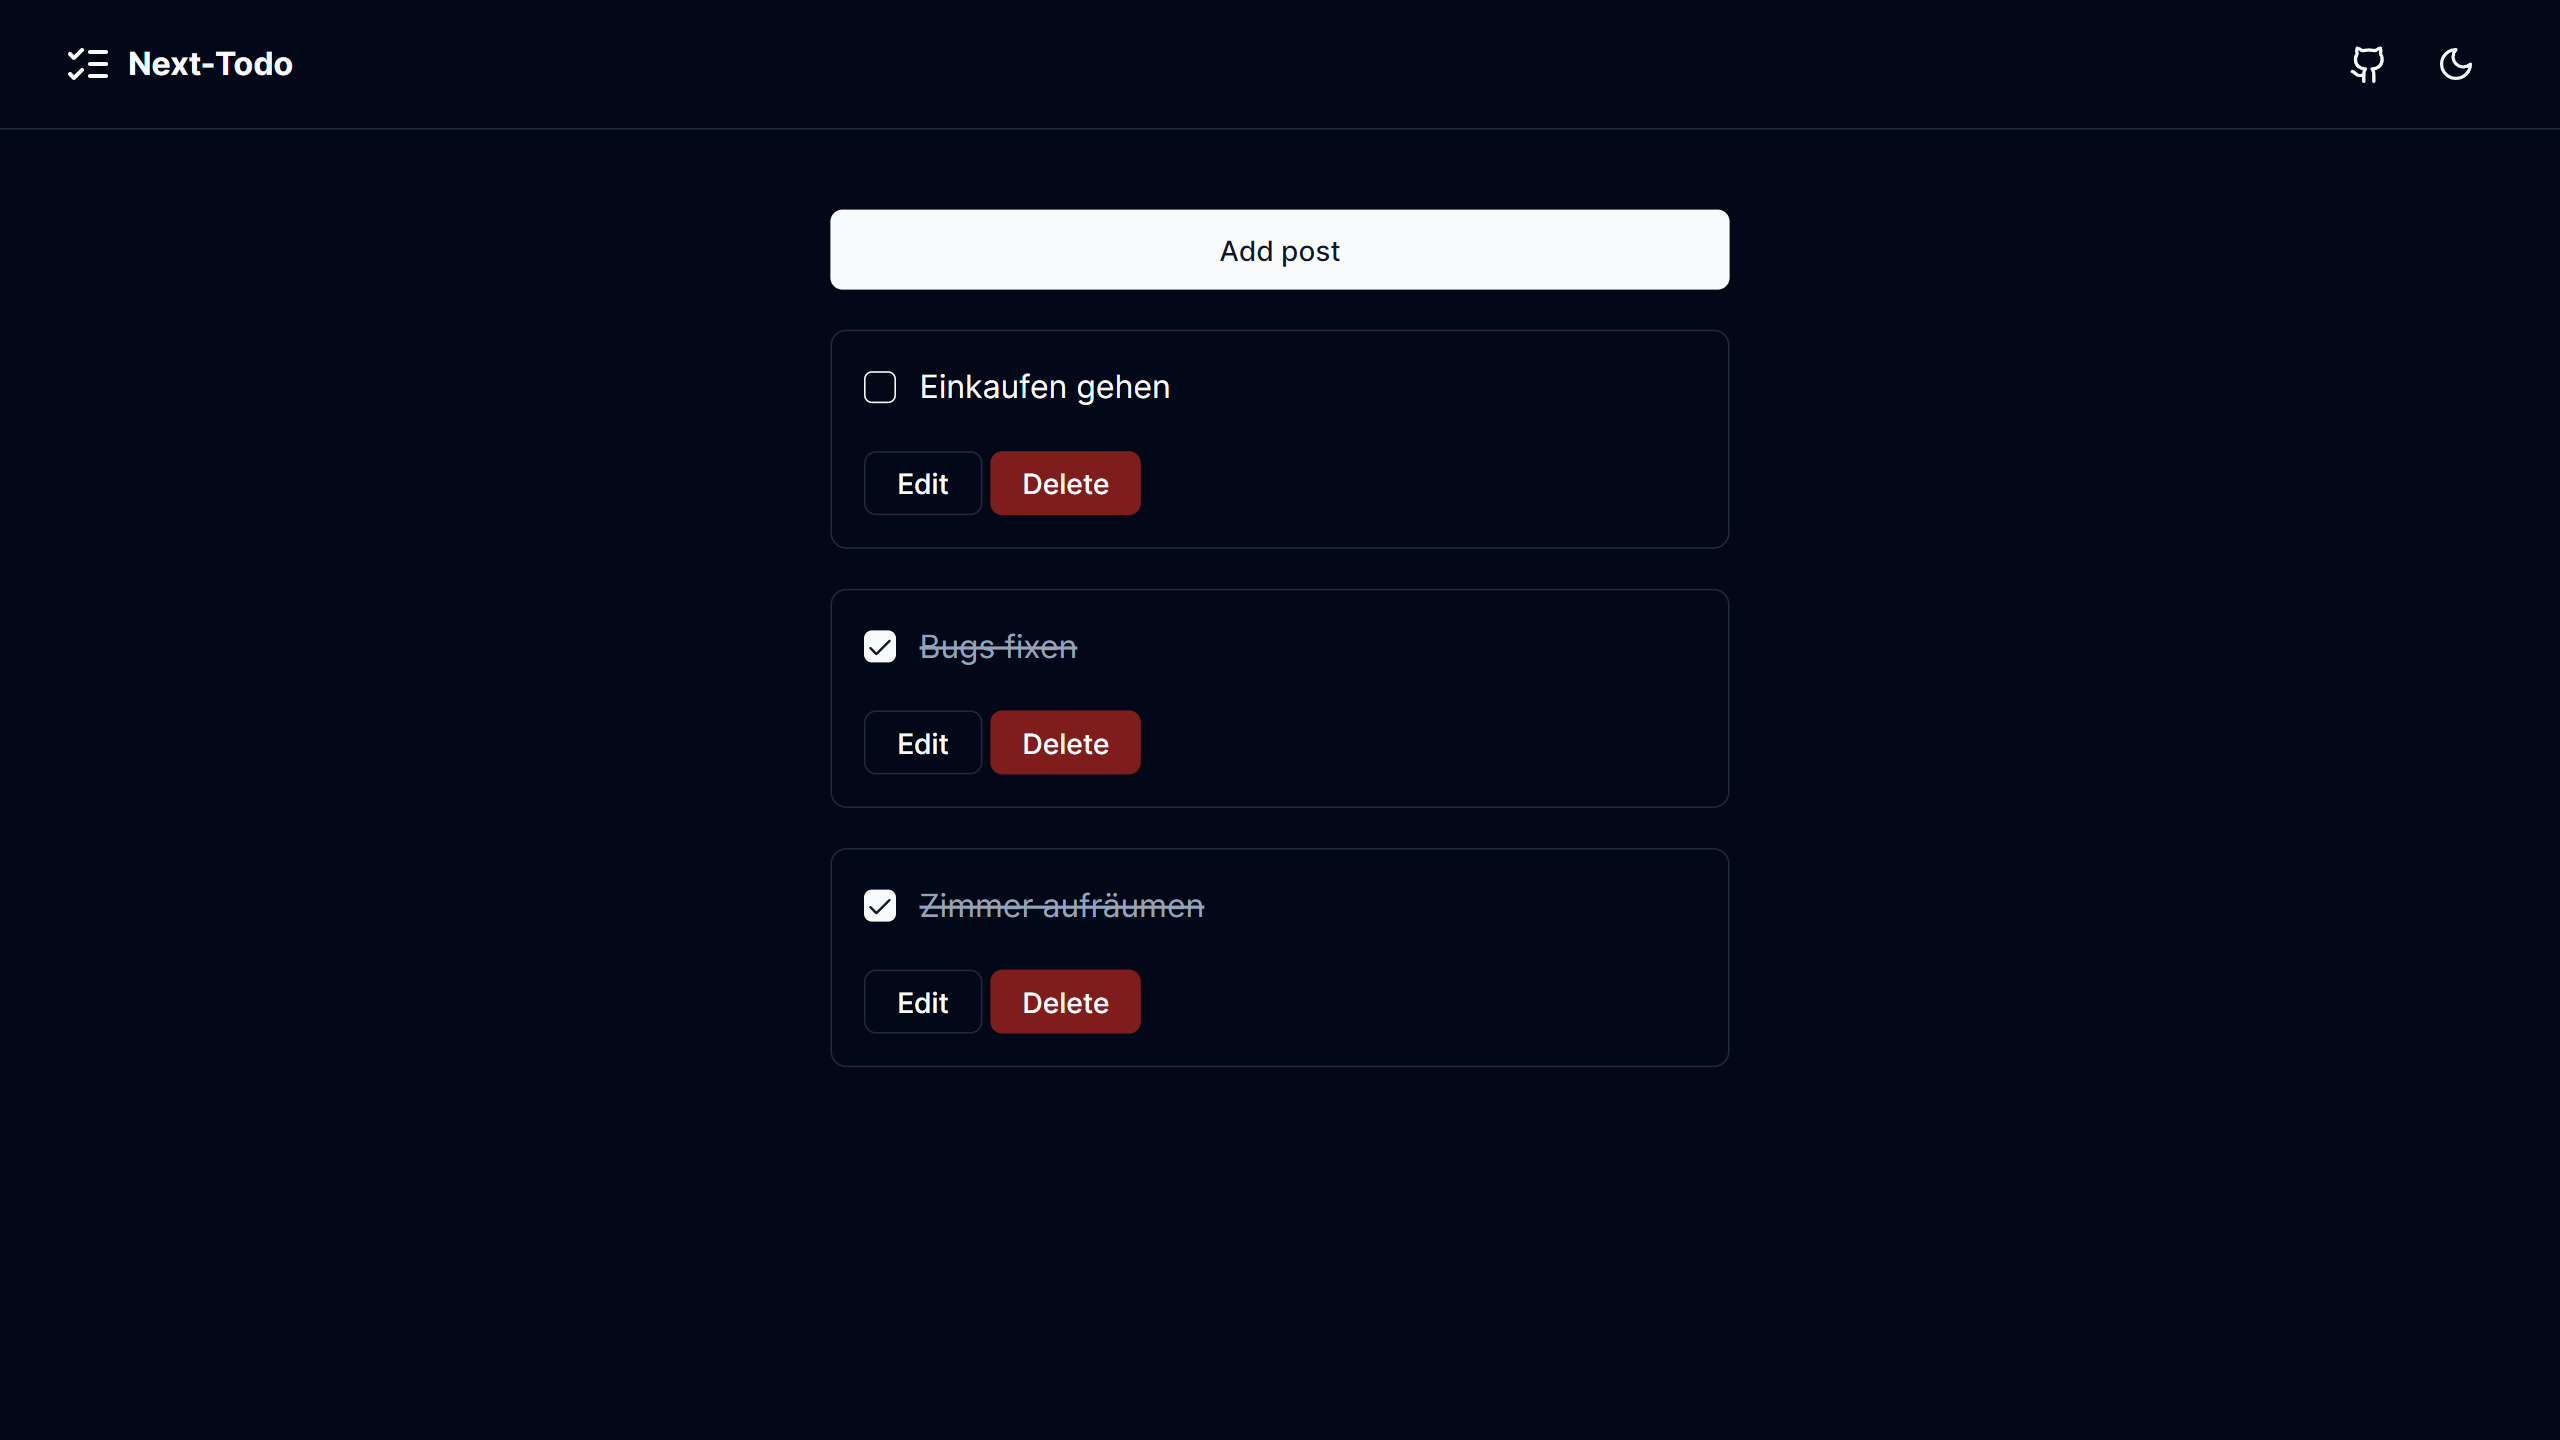 Next-Todo
Add post
Einkaufen gehen
Edit Delete
Bugs fixen
Edit Delete
Zimmer aufräumen
Edit Delete